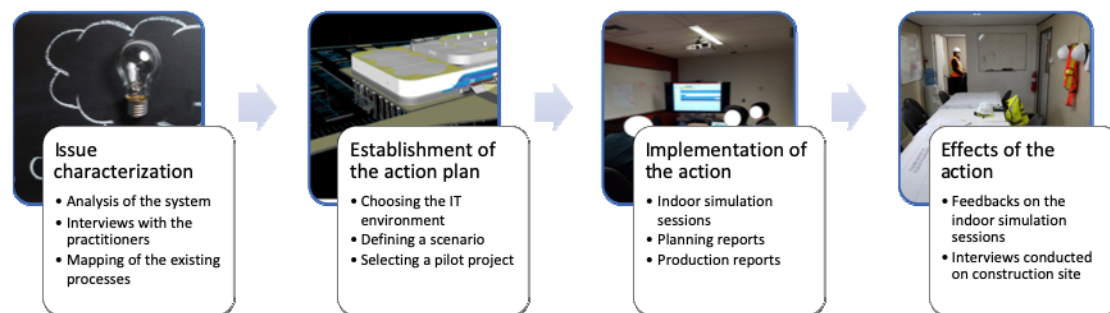 Issue
characterization
• Analysis of the system
• Interviews with the
practitioners
• Mapping of the existing
processes
Establishment of
the action plan
• Choosing the IT
environment
• Defining a scenario
• Selecting a pilot project
Implementation of
the action
• Indoor simulation
sessions
• Planning reports
• Production reports
Effects of the
action
• Feedbacks on the
indoor simulation
sessions
• Interviews conducted
on construction site